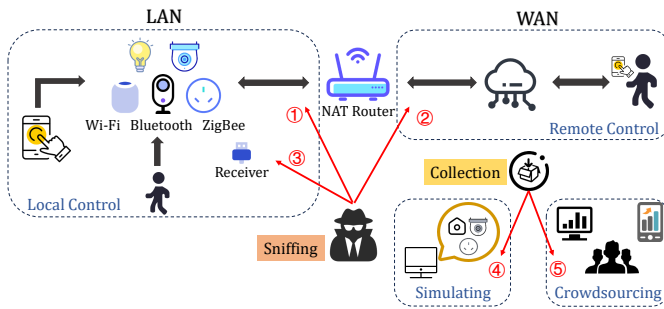 LAN
WAN
Wi-Fi Bluetooth ZigBee
①
NAT Router
②
Remote Control
③
Receiver
Local Control
Collection
Sniffing
④
⑤
Simulating
Crowdsourcing